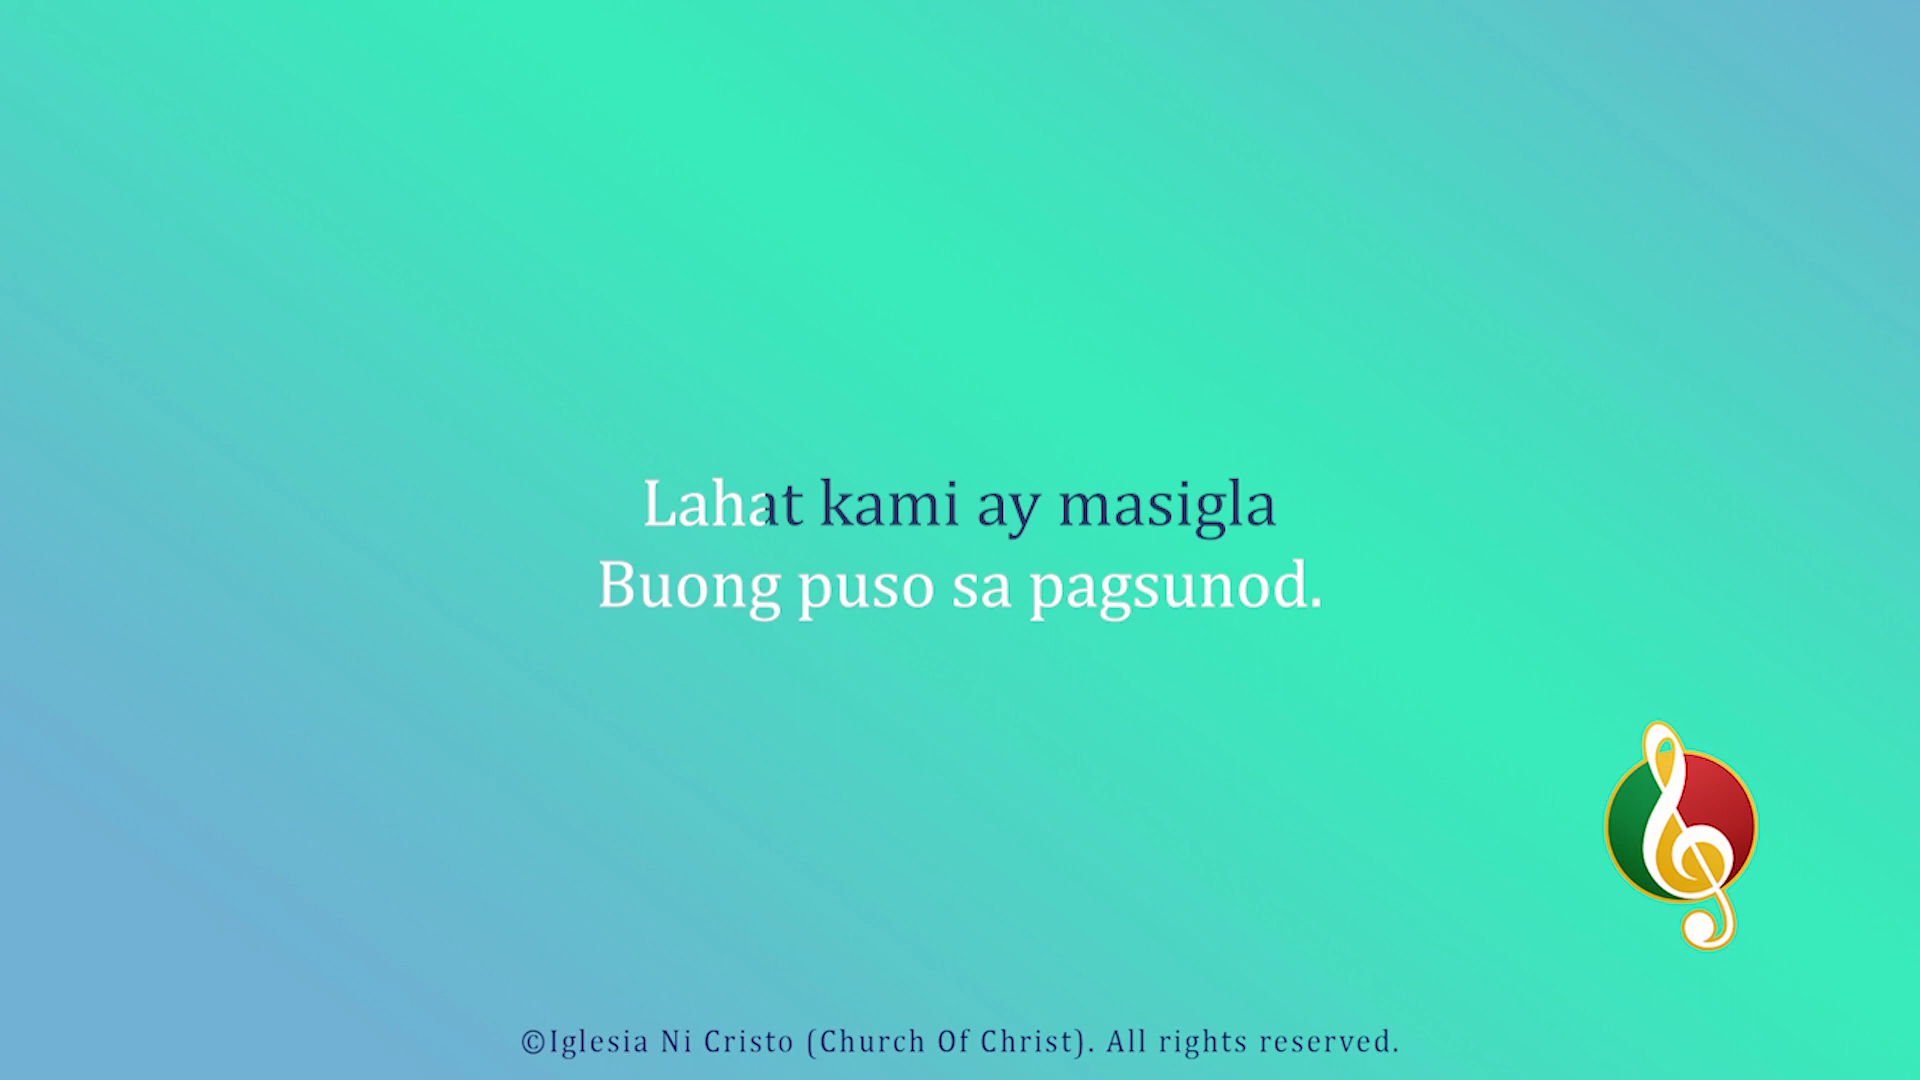 Lahat kami ay masigla
Buong puso sa pagsunod.
©Iglesia Ni Cristo (Church Of Christ). All rights reserved.